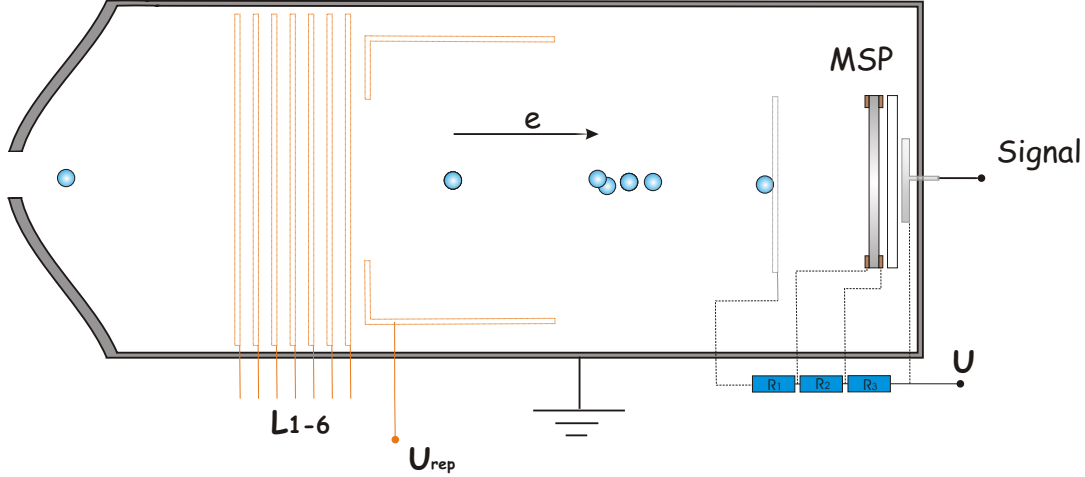 MSP
e
Signal
U
R1 R2 R3
L1-6
Urep